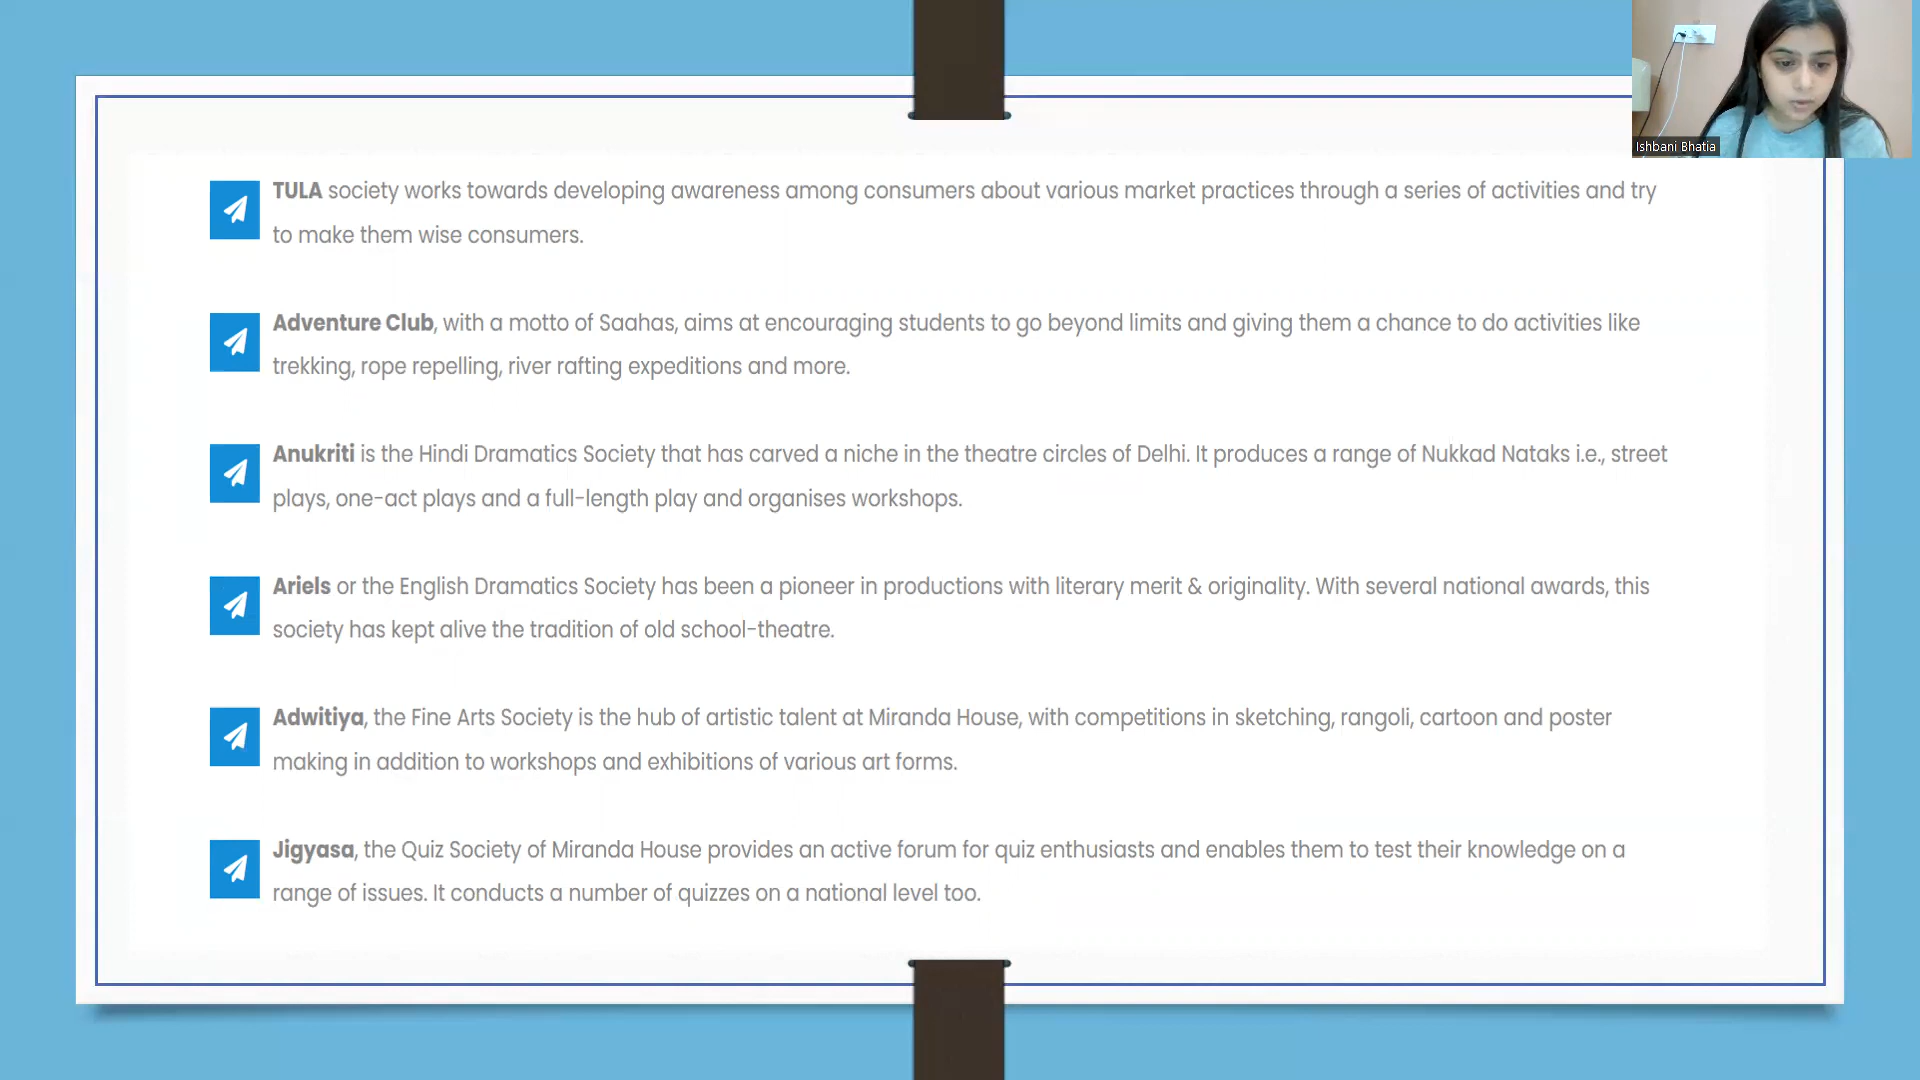 Ishbani Bhatia
TULA society works towards developing awareness among consumers about various market practices through a series of activities and try
to make them wise consumers.
Adventure Club, with a motto of Saahas, aims at encouraging students to go beyond limits and giving them a chance to do activities like
trekking, rope repelling, river rafting expeditions and more.
Anukriti is the Hindi Dramatics Society that has carved a niche in the theatre circles of Delhi. It produces a range of Nukkad Nataks i.e., street
plays, one-act plays and a full-length play and organises workshops.
Ariels or the English Dramatics Society has been a pioneer in productions with literary merit & originality. With several national awards, this
society has kept alive the tradition of old school-theatre.
Adwitiya, the Fine Arts Society is the hub of artistic talent at Miranda House, with competitions in sketching, rangoli, cartoon and poster
making in addition to workshops and exhibitions of various art forms.
Jigyasa, the Quiz Society of Miranda House provides an active forum for quiz enthusiasts and enables them to test their knowledge on a
range of issues. It conducts a number of quizzes on a national level too.